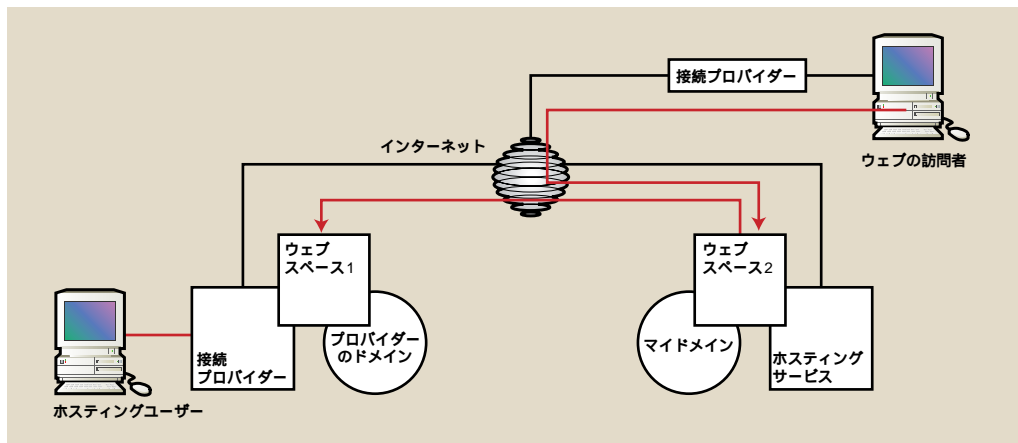 接続プロバイダー
インターネット
ウェブの訪問者
ウェブ
スペース1
ウェブ
スペース2
プロバイダー
のドメイン
マイドメイン
接続
プロバイダー
ホスティング
サービス
ホスティングユーザー